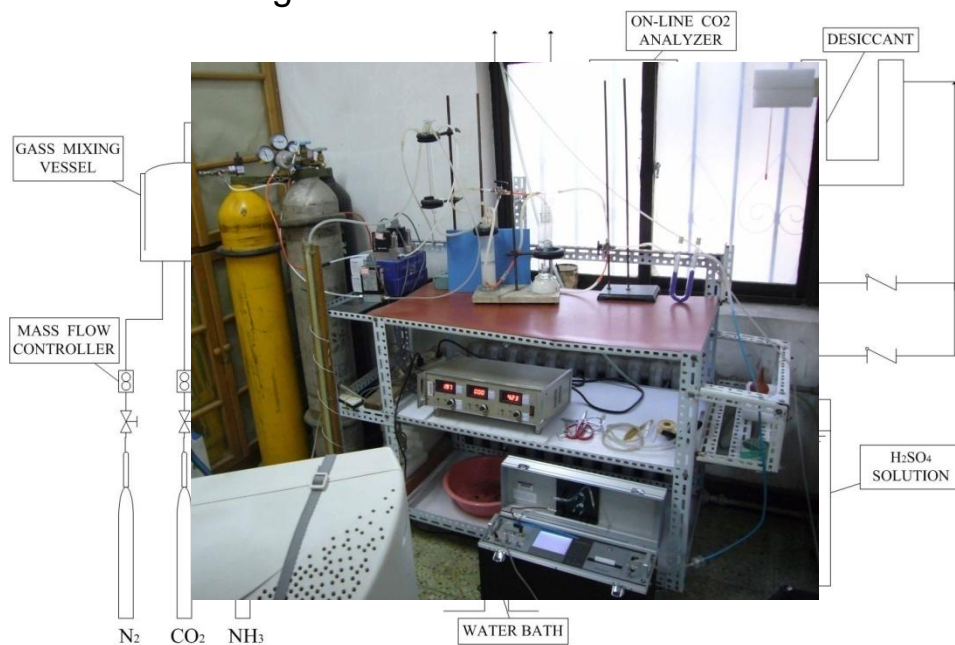 ON-LINE CO2
ANALYZER
DESICCANT
GASS MIXING
VESSEL
MASS FLOW
CONTROLLER
H2SO4
SOLUTION
N2
CO2
NH3
WATER BATH